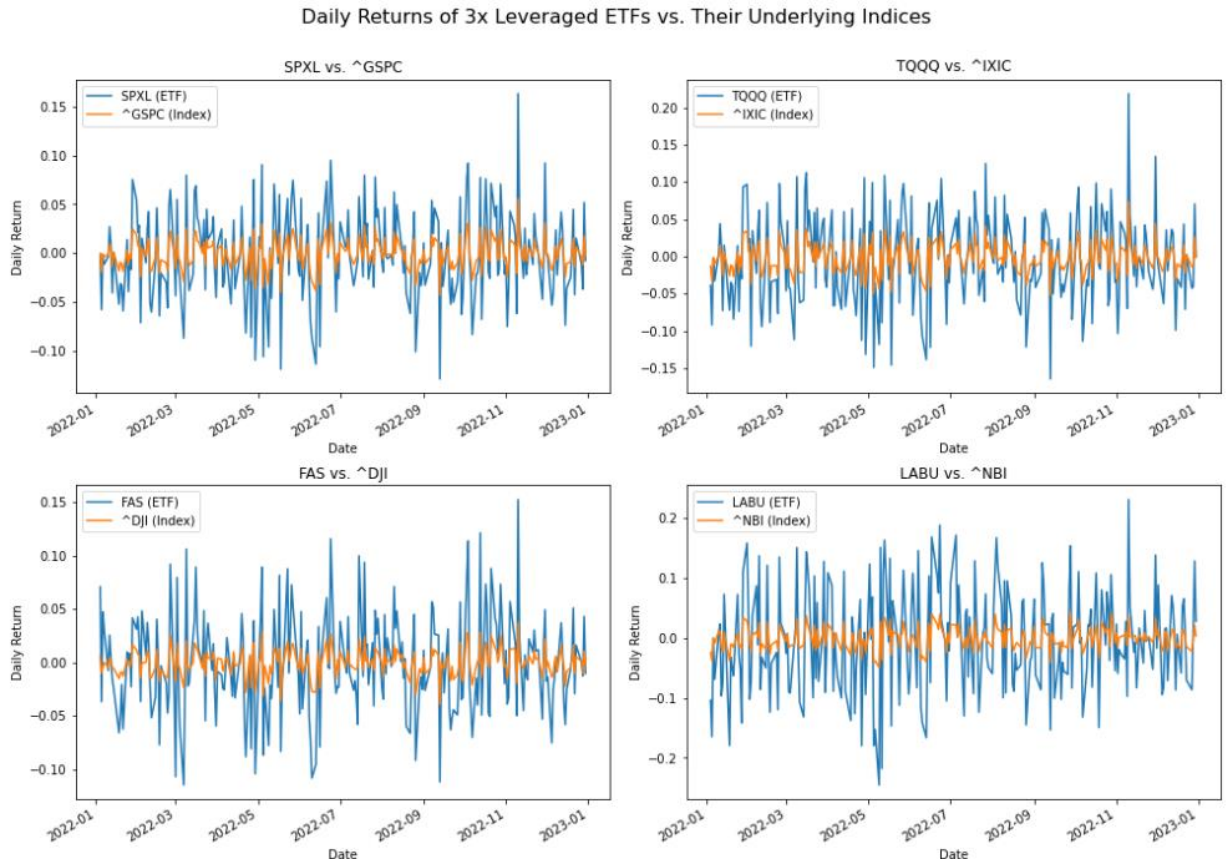 Daily Returns of 3x Leveraged ETFs vs. Their Underlying Indices
SPXL vs. ^GSPC
SPXL (ETF)
^GSPC (Index)
0.15
0.10
0.05
0.00
−0.05
−0.10
Daily Return
2022-01
2022-03
2022-05
2022-07
2022-09
2022-11
2023-01
Date
TQQQ vs. ^IXIC
TQQQ (ETF)
^IXIC (Index)
0.20
0.15
0.10
0.05
0.00
−0.05
−0.10
−0.15
Daily Return
2022-01
2022-03
2022-05
2022-07
2022-09
2022-11
2023-01
Date
FAS vs. ^DJI
FAS (ETF)
^DJI (Index)
0.15
0.10
0.05
0.00
−0.05
−0.10
Daily Return
2022-01
2022-03
2022-05
2022-07
2022-09
2022-11
2023-01
Date
LABU vs. ^NBI
LABU (ETF)
^NBI (Index)
0.2
0.1
0.0
−0.1
−0.2
Daily Return
2022-01
2022-03
2022-05
2022-07
2022-09
2022-11
2023-01
Date